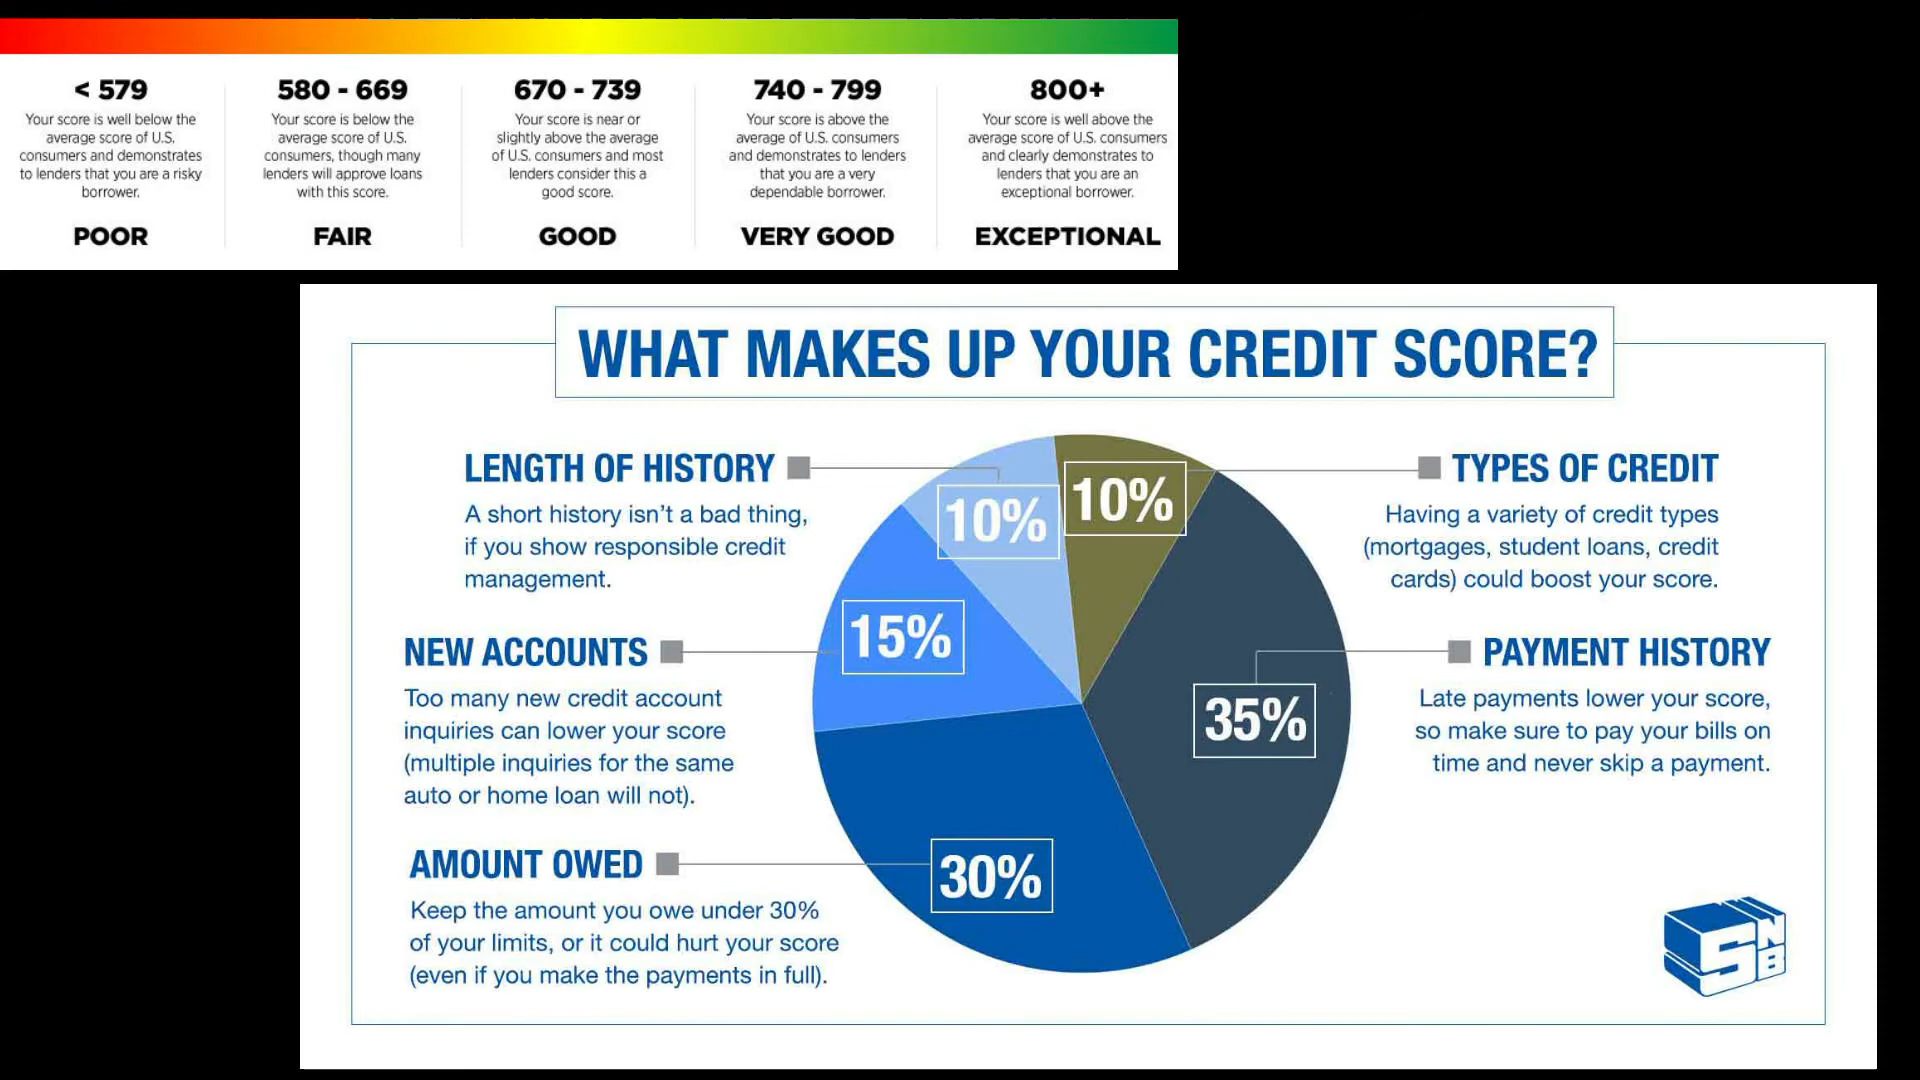 < 579
Your score is well below the
average score of U.S.
consumers and demonstrates
to lenders that you are a risky
borrower.
POOR
580 - 669
Your score is below the
average score of U.S.
consumers, though many
lenders will approve loans
with this score.
FAIR
670 - 739
Your score is near or
slightly above the average
of U.S. consumers and most
lenders consider this a
good score.
GOOD
740 - 799
Your score is above the
average of U.S. consumers
and demonstrates to lenders
that you are a very
dependable borrower.
VERY GOOD
800+
Your score is well above the
average score of U.S. consumers
and clearly demonstrates to
lenders that you are an
exceptional borrower.
EXCEPTIONAL
WHAT MAKES UP YOUR CREDIT SCORE?
LENGTH OF HISTORY
A short history isn't a bad thing,
if you show responsible credit
management.
10%
NEW ACCOUNTS
Too many new credit account
inquiries can lower your score
(multiple inquiries for the same
auto or home loan will not).
15%
AMOUNT OWED
Keep the amount you owe under 30%
of your limits, or it could hurt your score
(even if you make the payments in full).
30%
10%
TYPES OF CREDIT
Having a variety of credit types
(mortgages, student loans, credit
cards) could boost your score.
35%
PAYMENT HISTORY
Late payments lower your score,
so make sure to pay your bills on
time and never skip a payment.
SNB